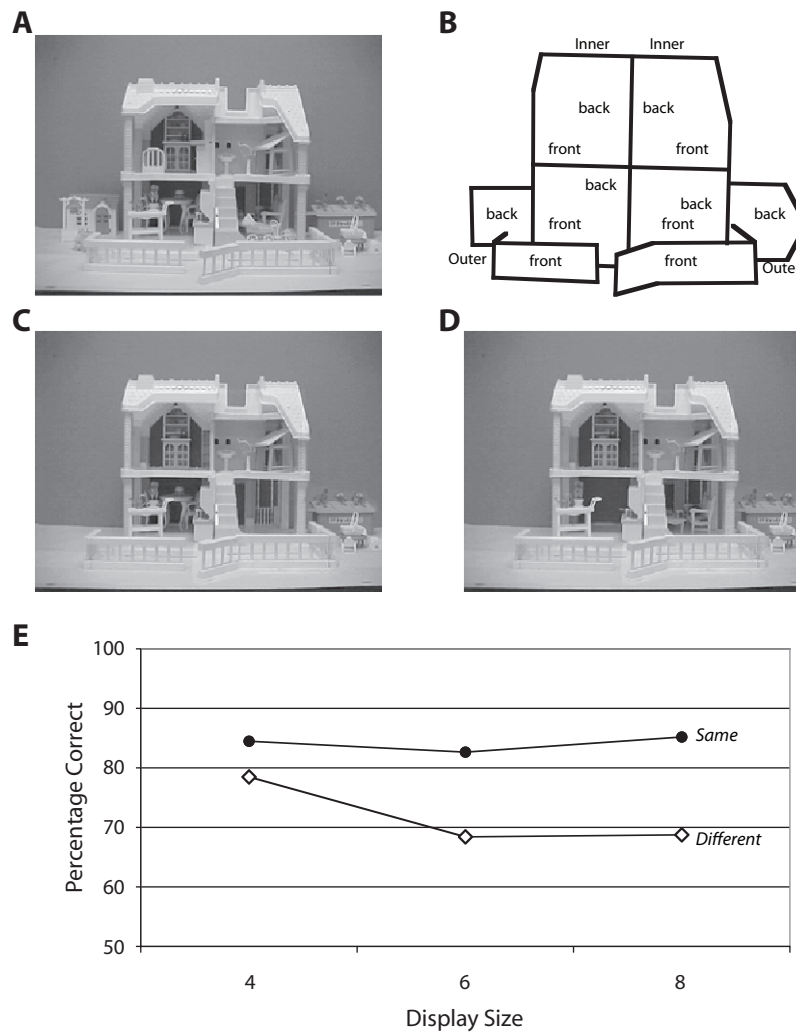 A
B
Inner Inner
back back
front front
back
back back back
front front
Outer front front Oute
C
D
E
100
90
80
70
60
50
Percentage Correct
Same
Different
4 6 8
Display Size